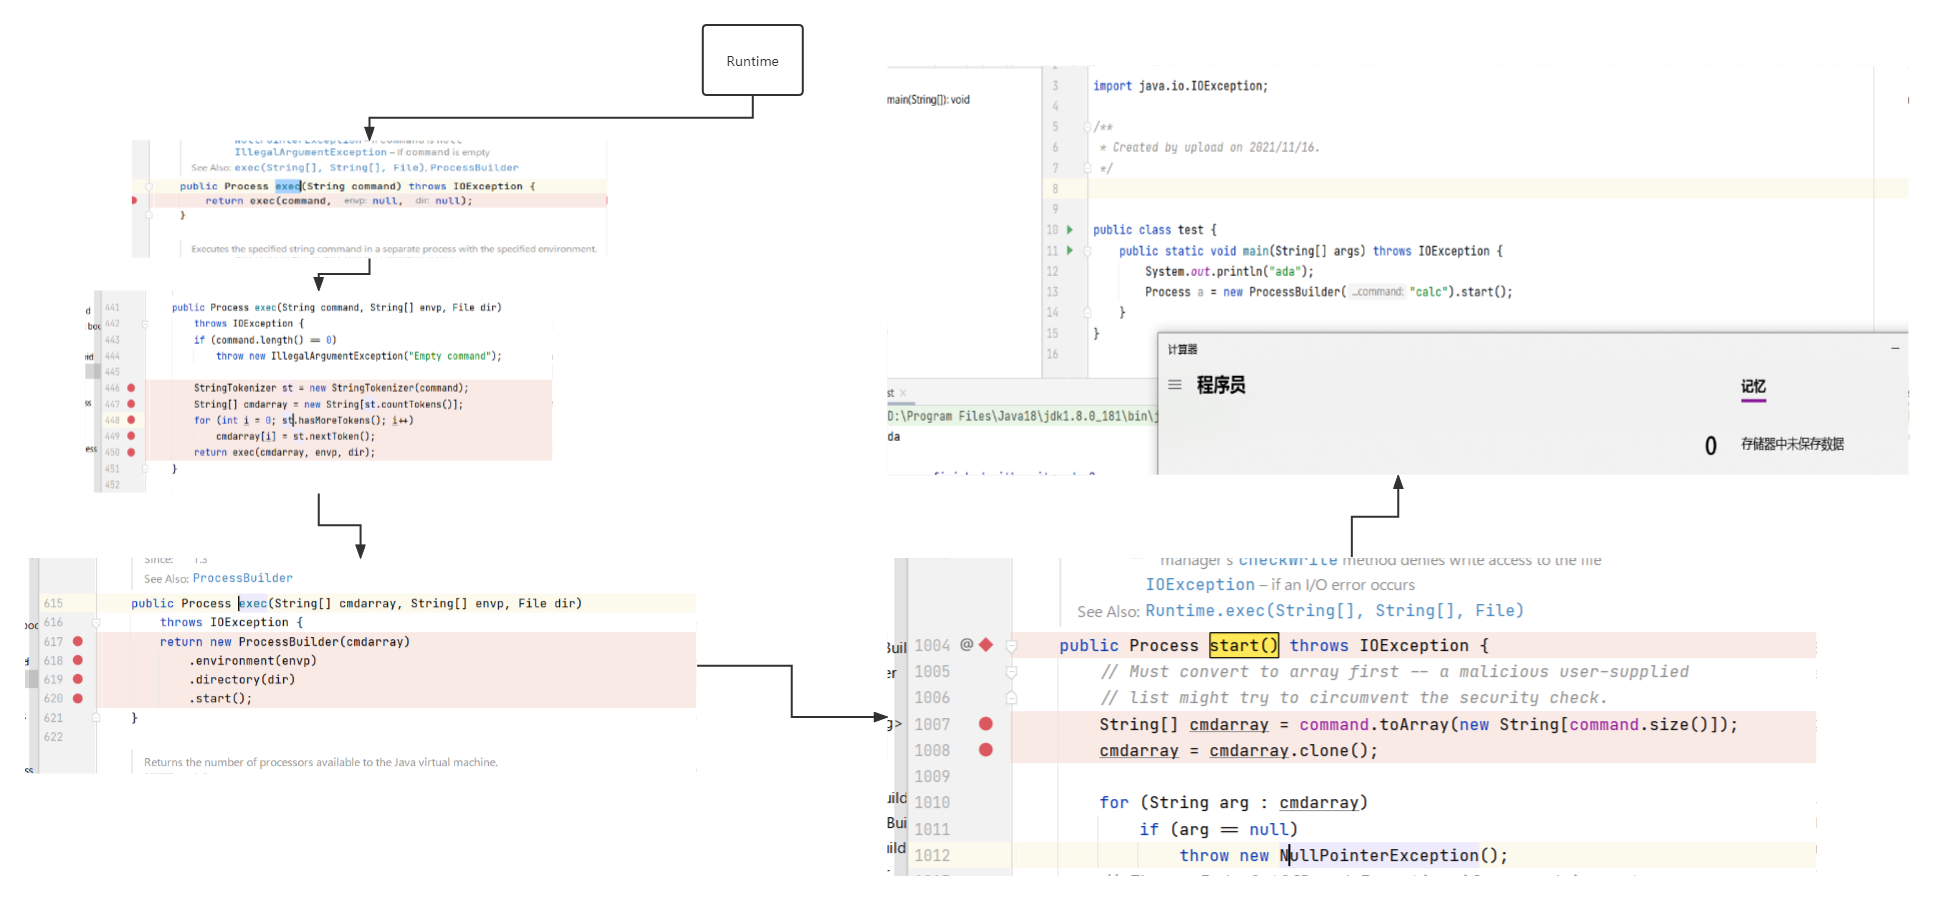 Runtime
IllegalArgumentException – If command is empty
See Also: exec(String[], String[], File), ProcessBuilder
public Process exec(String command) throws IOException {
return exec(command, envp: null, dir: null);
}
Executes the specified string command in a separate process with the specified environment.
441 public Process exec(String command, String[] envp, File dir)
442 throws IOException {
443 if (command.length() == 0)
444 throw new IllegalArgumentException("Empty command");
445
446 StringTokenizer st = new StringTokenizer(command);
447 String[] cmdarray = new String[st.countTokens()];
448 for (int i = 0; st.hasMoreTokens(); i++)
449 cmdarray[i] = st.nextToken();
450 return exec(cmdarray, envp, dir);
451 }
452
Since: 1.3
See Also: ProcessBuilder
615 public Process exec(String[] cmdarray, String[] envp, File dir)
616 throws IOException {
617 return new ProcessBuilder(cmdarray)
618 .environment(envp)
619 .directory(dir)
620 .start();
621 }
622
Returns the number of processors available to the Java virtual machine.
manager's checkWrite method denies write access to the file
IOException – if an I/O error occurs
See Also: Runtime.exec(String[], String[], File)
1004 @ public Process start() throws IOException {
1005 // Must convert to array first -- a malicious user-supplied
1006 // list might try to circumvent the security check.
1007 String[] cmdarray = command.toArray(new String[command.size()]);
1008 cmdarray = cmdarray.clone();
1009
1010 for (String arg : cmdarray)
1011 if (arg == null)
1012 throw new NullPointerException();
main(String[]): void
3 import java.io.IOException;
4
5 /**
6 * Created by upload on 2021/11/16.
7 */
8
9
10 public class test {
11 public static void main(String[] args) throws IOException {
12 System.out.println("ada");
13 Process a = new ProcessBuilder( ...command: "calc").start();
14 }
15 }
16
D:\Program Files\Java18\jdk1.8.0_181\bin\j
计算器
程序员
记忆
0
存储器中未保存数据